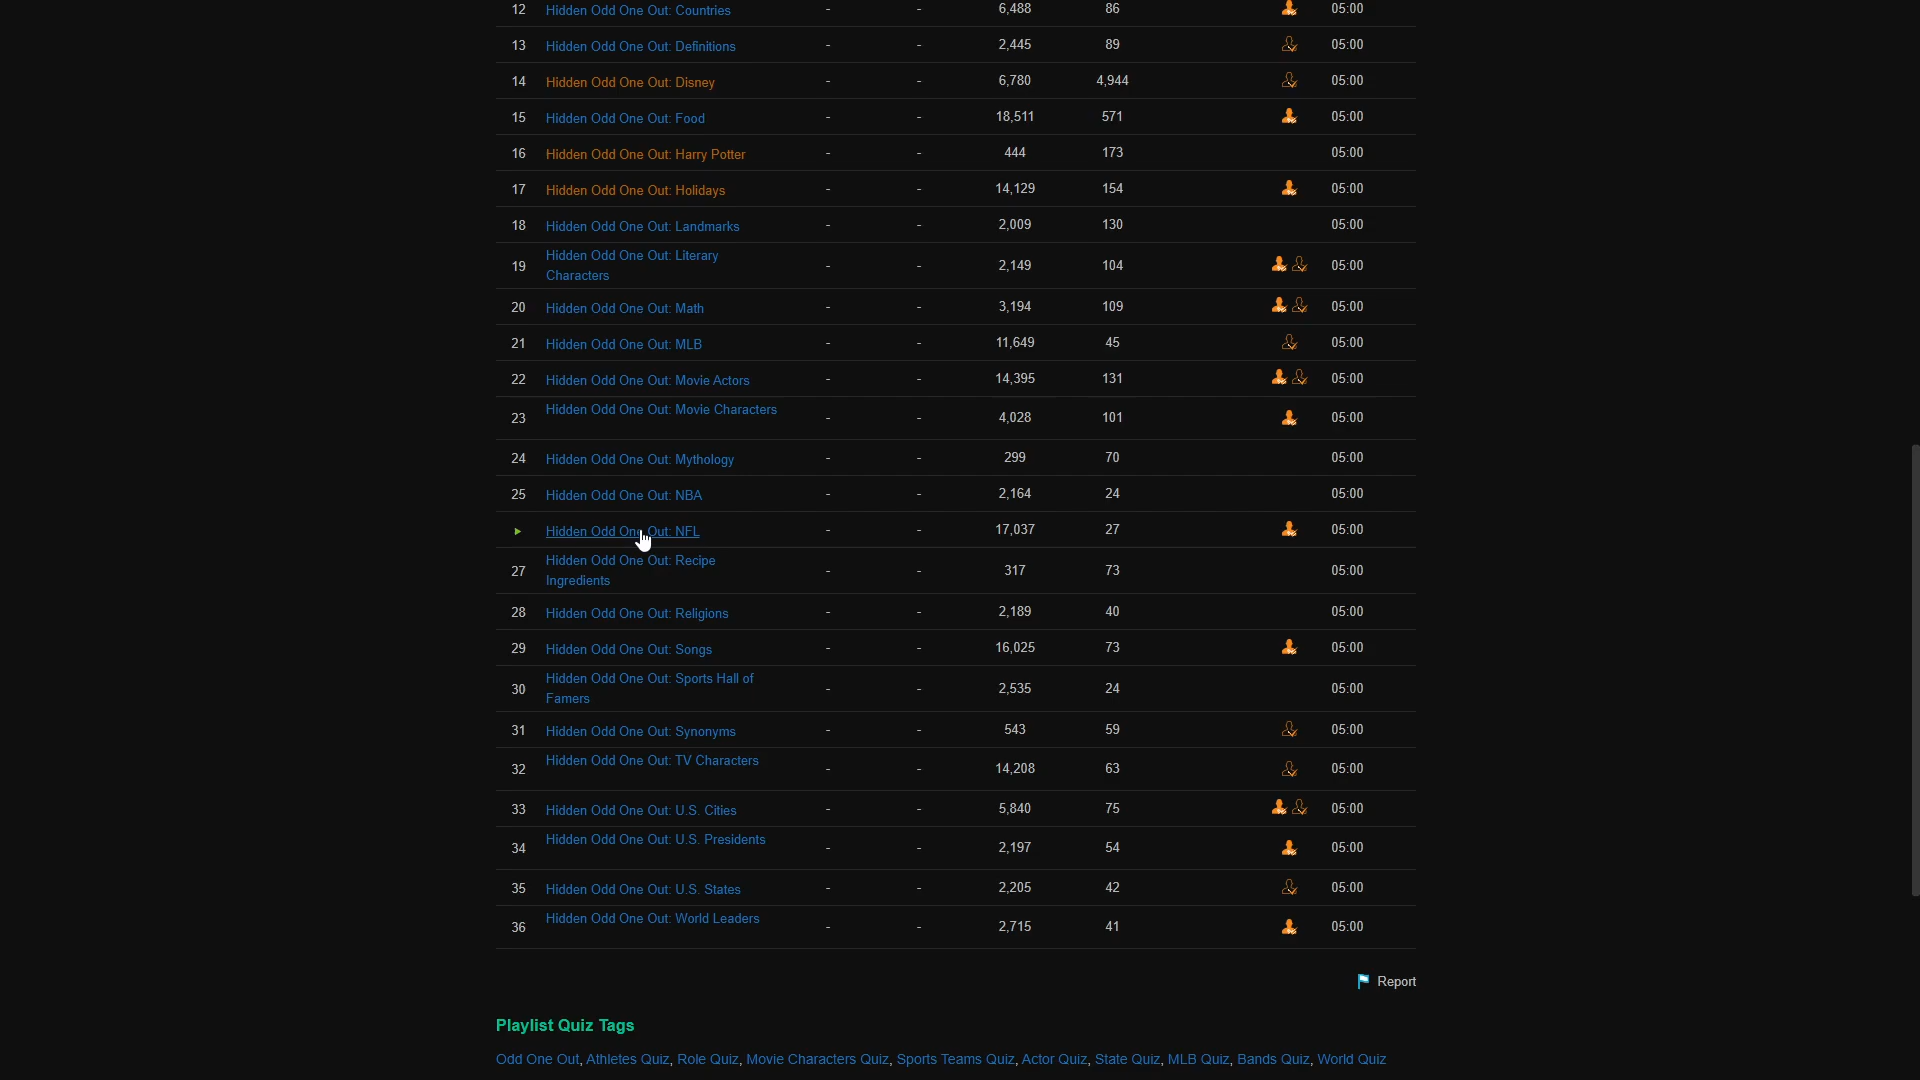 12 Hidden Odd One Out: Countries - - 6,488 86 05:00
13 Hidden Odd One Out: Definitions - - 2,445 89 05:00
14 Hidden Odd One Out: Disney - - 6,780 4,944 05:00
15 Hidden Odd One Out: Food - - 18,511 571 05:00
16 Hidden Odd One Out: Harry Potter - - 444 173 05:00
17 Hidden Odd One Out: Holidays - - 14,129 154 05:00
18 Hidden Odd One Out: Landmarks - - 2,009 130 05:00
19 Hidden Odd One Out: Literary
Characters - - 2,149 104 05:00
20 Hidden Odd One Out: Math - - 3,194 109 05:00
21 Hidden Odd One Out: MLB - - 11,649 45 05:00
22 Hidden Odd One Out: Movie Actors - - 14,395 131 05:00
23 Hidden Odd One Out: Movie Characters - - 4,028 101 05:00
24 Hidden Odd One Out: Mythology - - 299 70 05:00
25 Hidden Odd One Out: NBA - - 2,164 24 05:00
Hidden Odd One Out: NFL - - 17,037 27 05:00
27 Hidden Odd One Out: Recipe
Ingredients - - 317 73 05:00
28 Hidden Odd One Out: Religions - - 2,189 40 05:00
29 Hidden Odd One Out: Songs - - 16,025 73 05:00
30 Hidden Odd One Out: Sports Hall of
Famers - - 2,535 24 05:00
31 Hidden Odd One Out: Synonyms - - 543 59 05:00
32 Hidden Odd One Out: TV Characters - - 14,208 63 05:00
33 Hidden Odd One Out: U.S. Cities - - 5,840 75 05:00
34 Hidden Odd One Out: U.S. Presidents - - 2,197 54 05:00
35 Hidden Odd One Out: U.S. States - - 2,205 42 05:00
36 Hidden Odd One Out: World Leaders - - 2,715 41 05:00
Report
Playlist Quiz Tags
Odd One Out, Athletes Quiz, Role Quiz, Movie Characters Quiz, Sports Teams Quiz, Actor Quiz, State Quiz, MLB Quiz, Bands Quiz, World Quiz